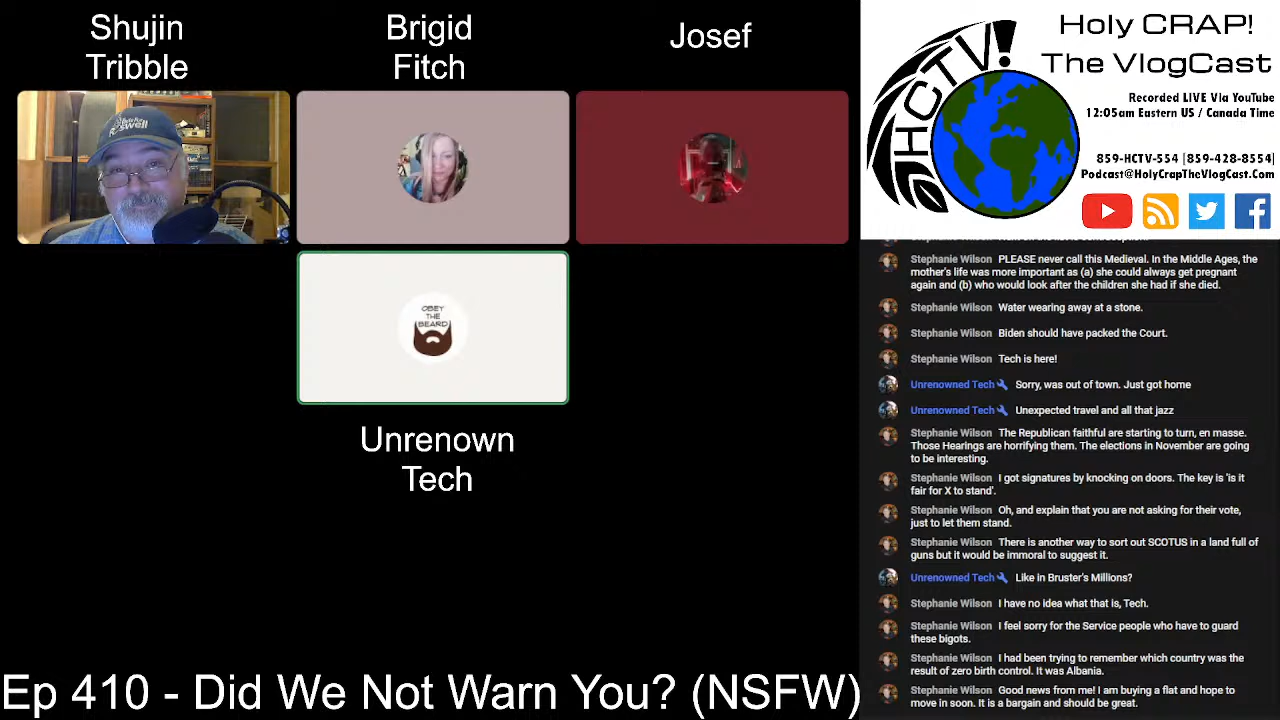 Shujin
Tribble
Brigid
Fitch
Josef
OBEY
THE
BEARD
Unrenown
Tech
Ep 410 - Did We Not Warn You? (NSFW)
HCTV!
Holy CRAP!
The VlogCast
Recorded LIVE Via YouTube
12:05am Eastern US / Canada Time
859-HCTV-554 [859-428-8554]
Podcast@HolyCrapTheVlogCast.Com
Stephanie Wilson PLEASE never call this Medieval. In the Middle Ages, the
mother's life was more important as (a) she could always get pregnant
again and (b) who would look after the children she had if she died.
Stephanie Wilson Water wearing away at a stone.
Stephanie Wilson Biden should have packed the Court.
Stephanie Wilson Tech is here!
Unrenowned Tech Sorry, was out of town. Just got home
Unrenowned Tech Unexpected travel and all that jazz
Stephanie Wilson The Republican faithful are starting to turn, en masse.
Those Hearings are horrifying them. The elections in November are going
to be interesting.
Stephanie Wilson I got signatures by knocking on doors. The key is 'is it
fair for X to stand'.
Stephanie Wilson Oh, and explain that you are not asking for their vote,
just to let them stand.
Stephanie Wilson There is another way to sort out SCOTUS in a land full of
guns but it would be immoral to suggest it.
Unrenowned Tech Like in Bruster's Millions?
Stephanie Wilson I have no idea what that is, Tech.
Stephanie Wilson I feel sorry for the Service people who have to guard
these bigots.
Stephanie Wilson I had been trying to remember which country was the
result of zero birth control. It was Albania.
Stephanie Wilson Good news from me! I am buying a flat and hope to
move in soon. It is a bargain and should be great.